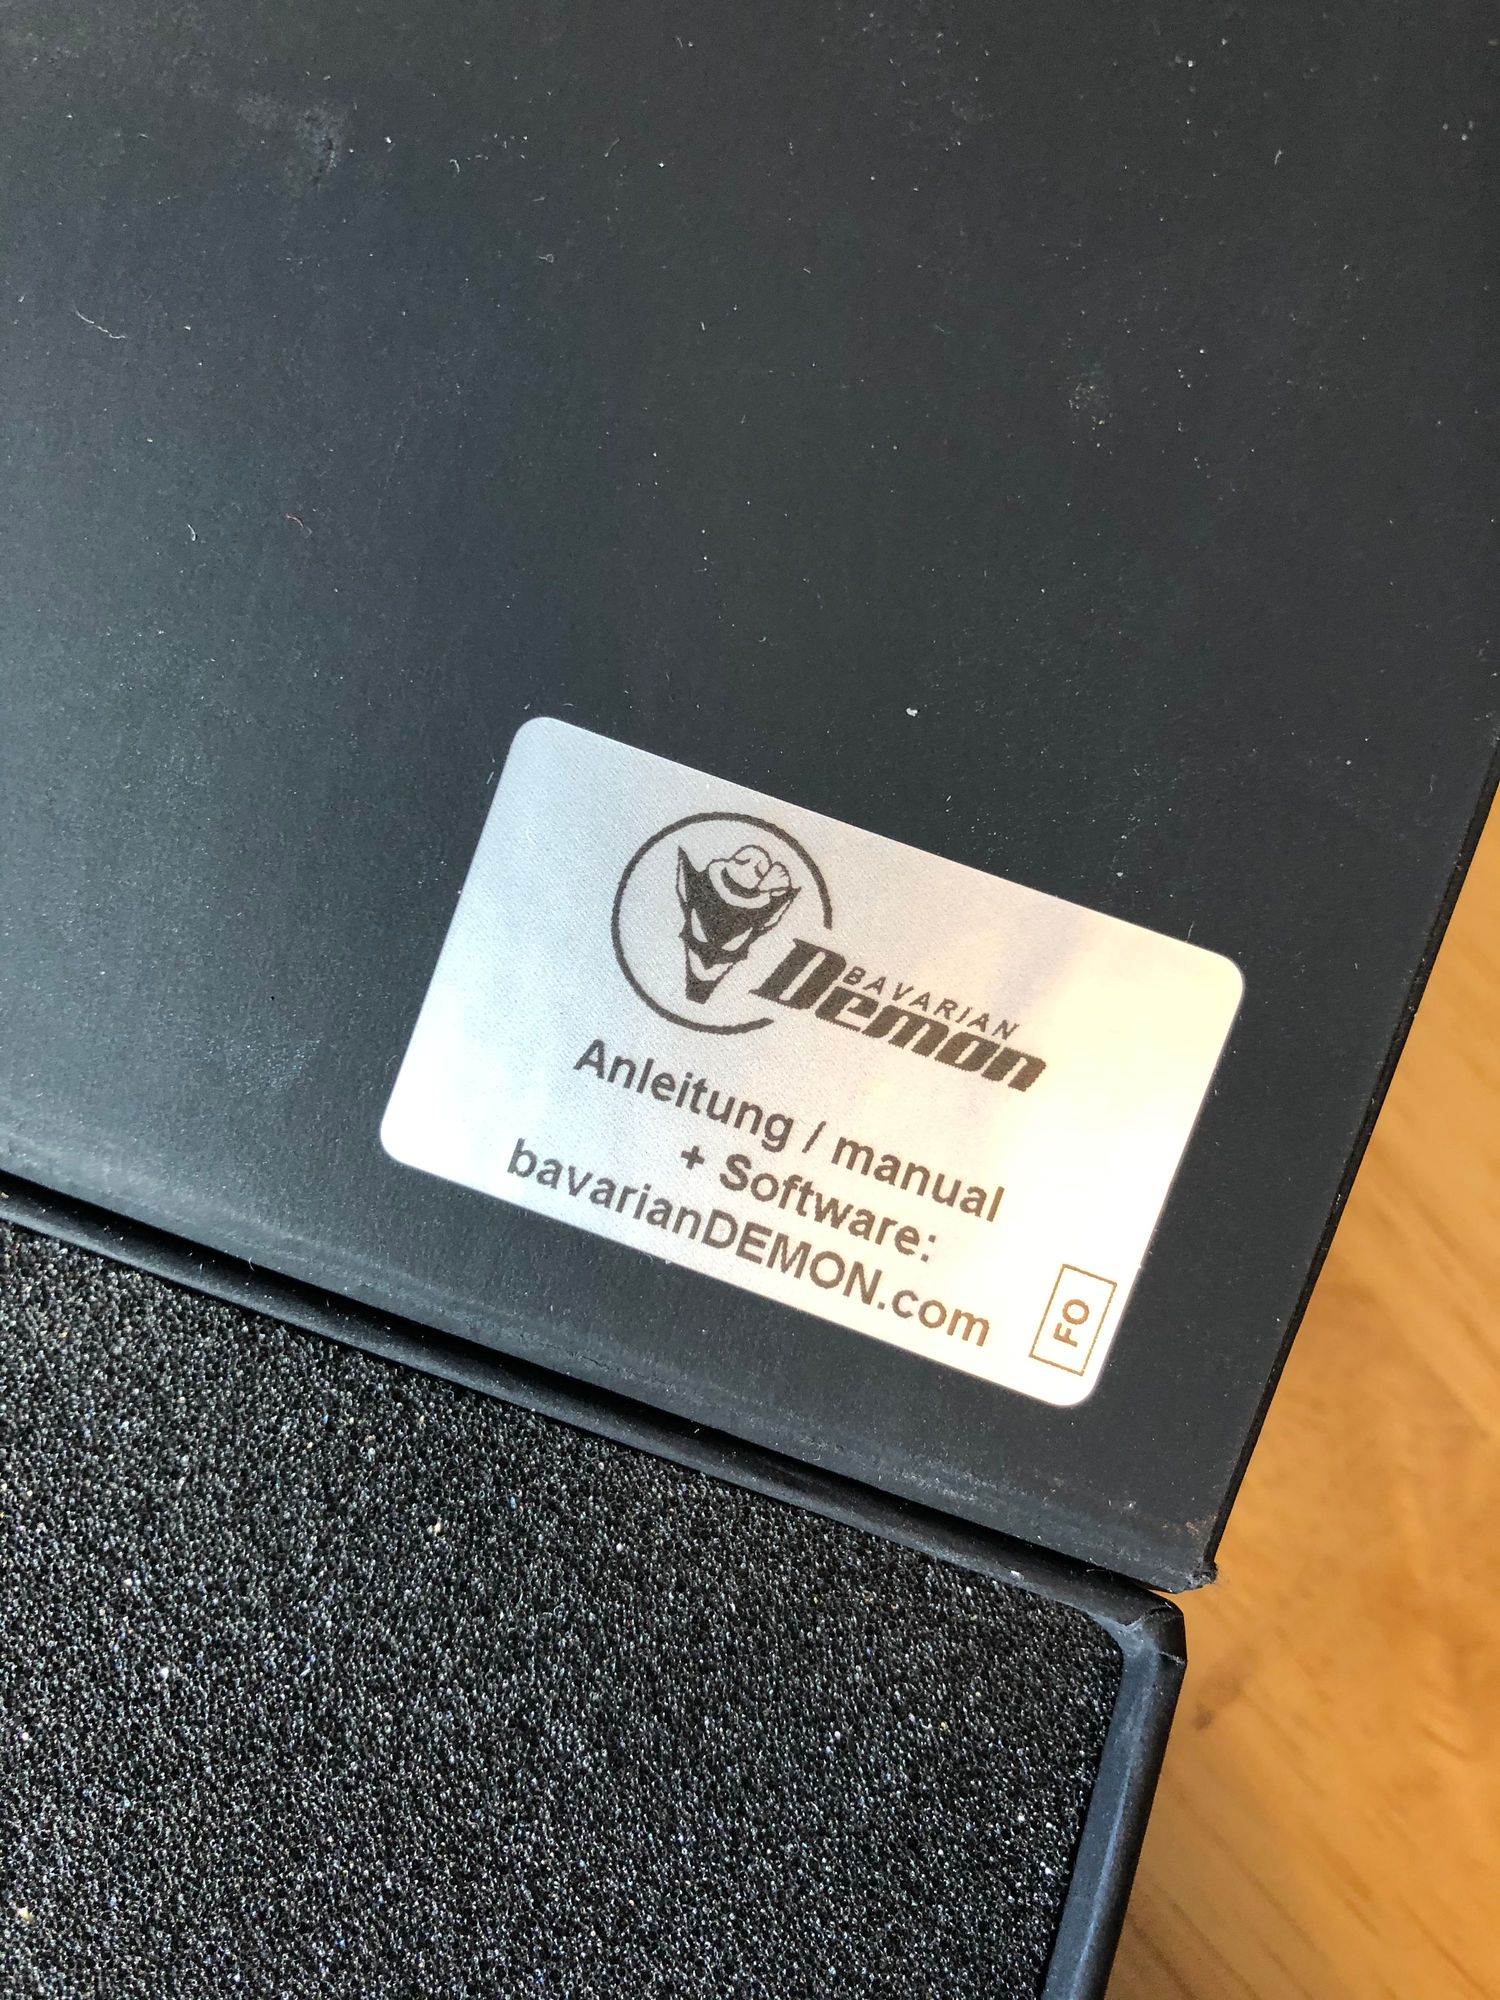 BAVARIAN
Demon
Anleitung / manual
+ Software:
bavarianDEMON.com
FO